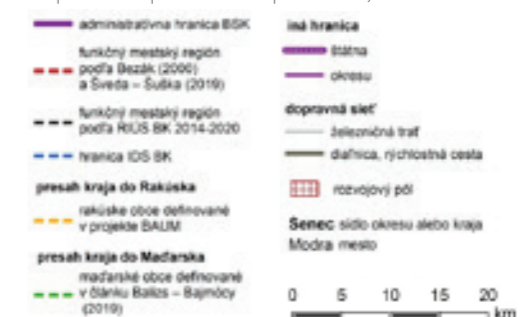 administratívna hranica BSK
funkčný mestský región
podľa Bezák (2000)
a Šveda – Šuška (2019)
funkčný mestský región
podľa RIÚS BK 2014-2020
hranica IDS BK
presah kraja do Rakúska
rakúske obce definované
v projekte BAUM
presah kraja do Maďarska
maďarské obce definované
v článku Balizs – Bajmócy
(2019)
iná hranica
štátna
okresu
dopravná sieť
železničná trať
diaľnica, rýchlostná cesta
rozvojový pól
Senec sídlo okresu alebo kraja
Modra mesto
0 5 10 15 20
km